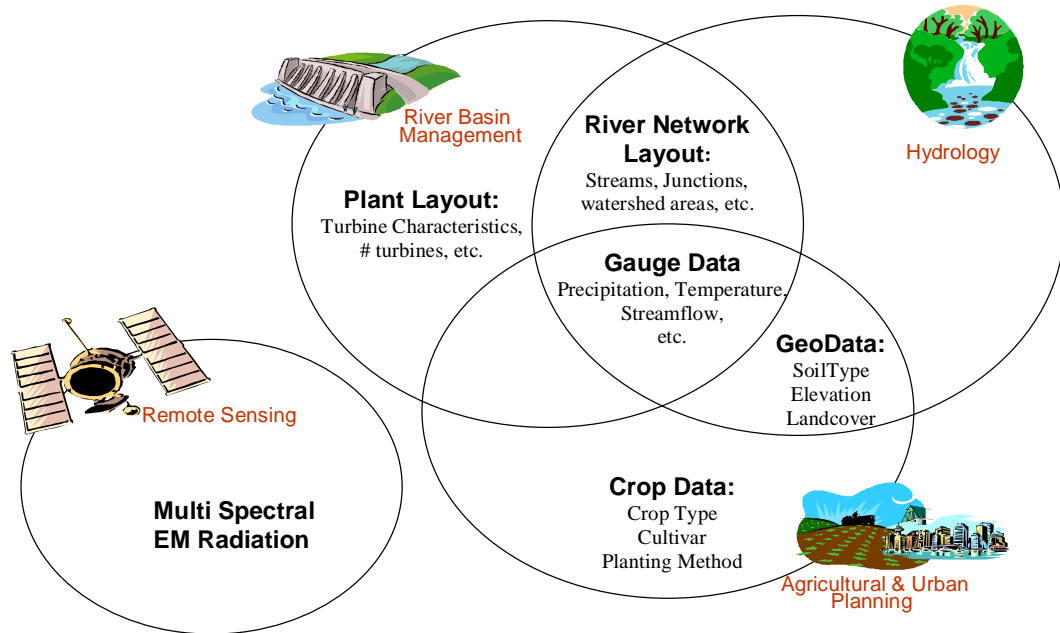 River Basin
Management
Hydrology
River Network
Layout:
Streams, Junctions,
watershed areas, etc.
Plant Layout:
Turbine Characteristics,
# turbines, etc.
Gauge Data
Precipitation, Temperature,
Streamflow,
etc.
GeoData:
SoilType
Elevation
Landcover
Remote Sensing
Multi Spectral
EM Radiation
Crop Data:
Crop Type
Cultivar
Planting Method
Agricultural & Urban
Planning